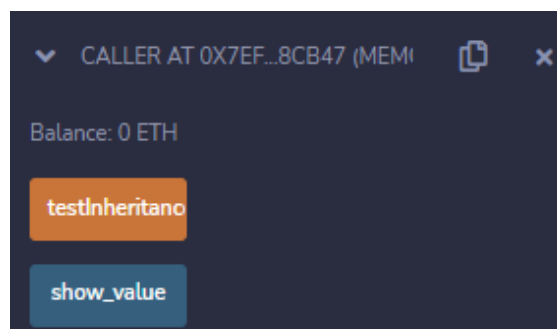 CALLER AT 0X7EF...8CB47 (MEM
Balance: 0 ETH
testInheritanc
show_value